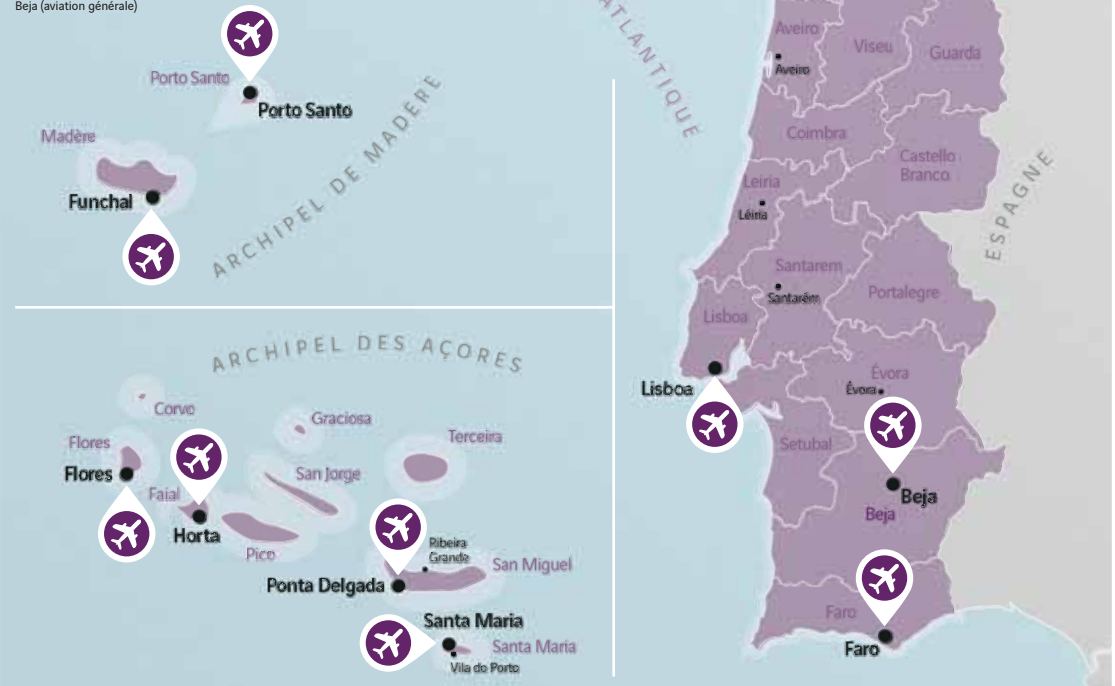 Beja (aviation générale)
Porto Santo
Porto Santo
Madère
Funchal
ARCHIPEL DE MADÈRE
ATLANTIQUE
Aveiro
Aveiro
Viseu
Guarda
Coimbra
Castello
Branco
Leiria
Léiria
ESPAGNE
Santarem
Santarém
Portalegre
Lisboa
Lisboa
Évora
Évora
Setubal
Beja
Beja
Faro
Faro
ARCHIPEL DES AÇORES
Corvo
Graciosa
Flores
Flores
Terceira
Faial
San Jorge
Horta
Pico
Ribeira
Grande
San Miguel
Ponta Delgada
Santa Maria
Santa Maria
Vila do Porto